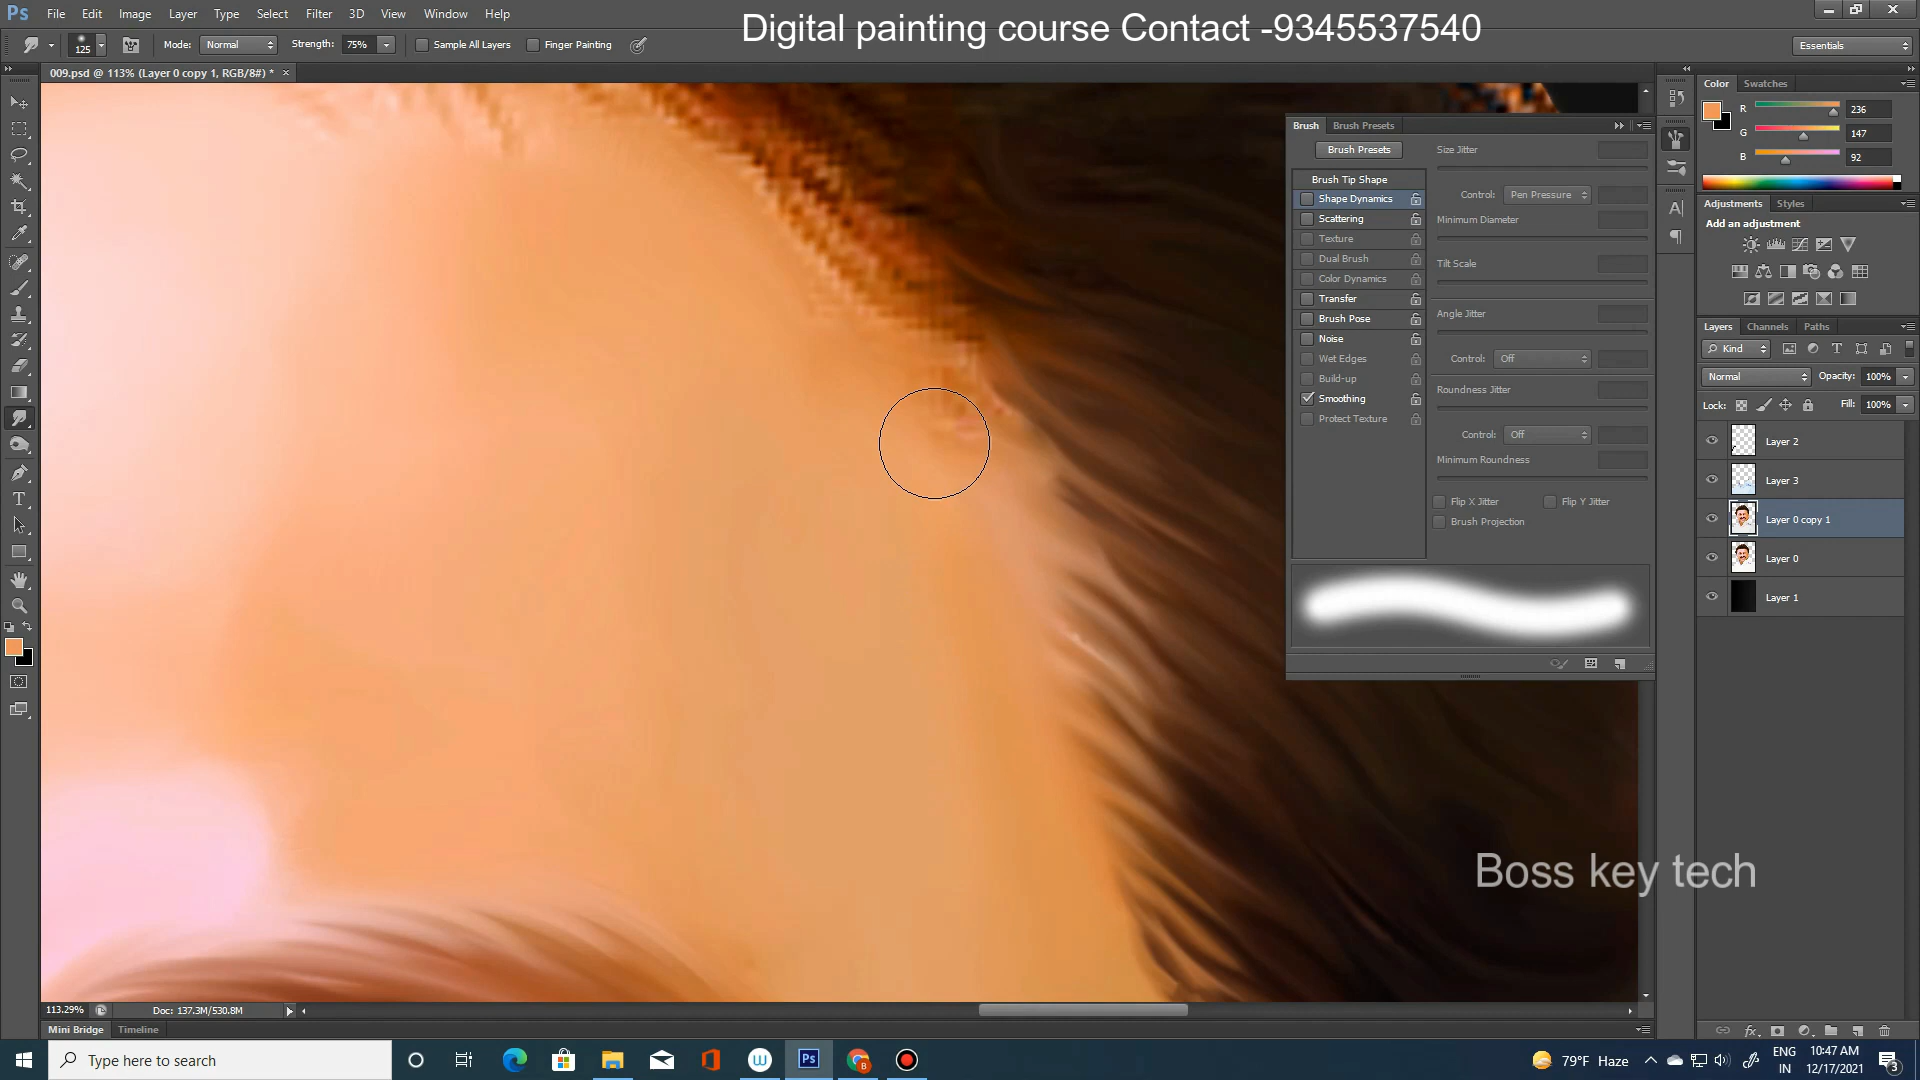 Ps File Edit Image Layer Type Select Filter 3D View Window Help
Digital painting course Contact -9345537540
125 Mode: Normal Strength: 75% Sample All Layers Finger Painting Essentials
009.psd @ 113% (Layer 0 copy 1, RGB/8#) * ×
Color Swatches
R 236
G 147
B 92
Adjustments Styles
Add an adjustment
Layers Channels Paths
Kind
Normal Opacity: 100%
Lock: Fill: 100%
Layer 2
Layer 3
Layer 0 copy 1
Layer 0
Layer 1
Brush Brush Presets
Brush Presets
Brush Tip Shape
Shape Dynamics
Scattering
Texture
Dual Brush
Color Dynamics
Transfer
Brush Pose
Noise
Wet Edges
Build-up
Smoothing
Protect Texture
Size Jitter
Control: Pen Pressure
Minimum Diameter
Tilt Scale
Angle Jitter
Control: Off
Roundness Jitter
Control: Off
Minimum Roundness
Flip X Jitter Flip Y Jitter
Brush Projection
Boss key tech
113.29% Doc: 137.3M/530.8M
Mini Bridge Timeline
Type here to search
79°F Haze
ENG
IN
10:47 AM
12/17/2021
3